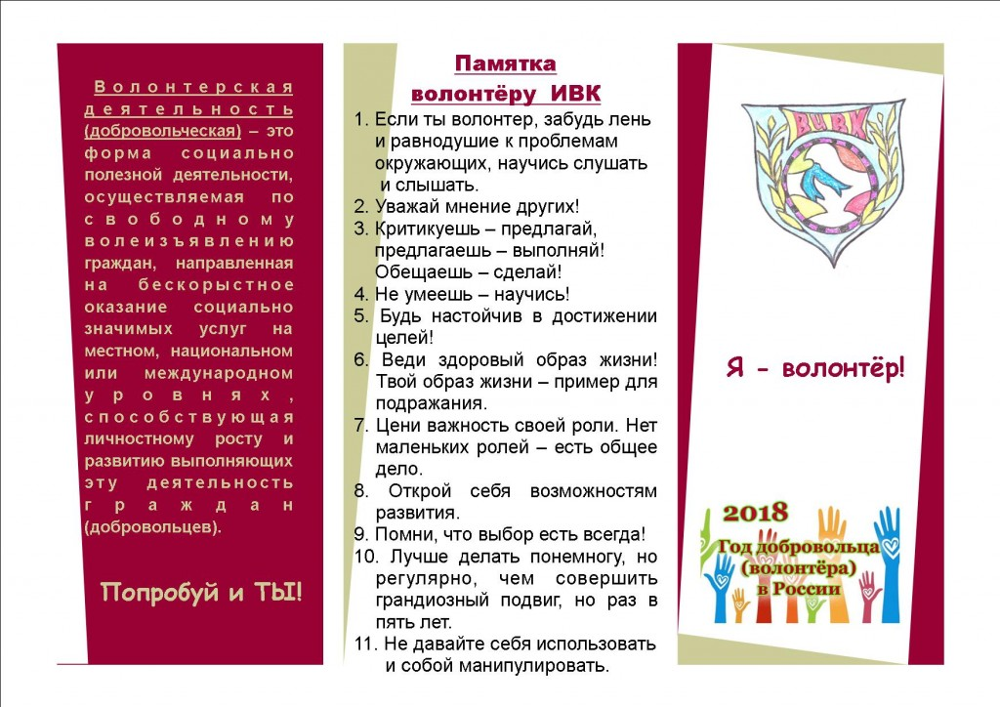 Волонтерская
деятельность
(добровольческая) – это
форма социально
полезной деятельности,
осуществляемая по
свободному
волеизъявлению
граждан, направленная
на бескорыстное
оказание социально
значимых услуг на
местном, национальном
или международном
уровнях,
способствующая
личностному росту и
развитию выполняющих
эту деятельность
граждан
(добровольцев).
Попробуй и ТЫ!
Памятка
волонтёру ИВК
1. Если ты волонтер, забудь лень
и равнодушие к проблемам
окружающих, научись слушать
и слышать.
2. Уважай мнение других!
3. Критикуешь – предлагай,
предлагаешь – выполняй!
Обещаешь – сделай!
4. Не умеешь – научись!
5. Будь настойчив в достижении
целей!
6. Веди здоровый образ жизни!
Твой образ жизни – пример для
подражания.
7. Цени важность своей роли. Нет
маленьких ролей – есть общее
дело.
8. Открой себя возможностям
развития.
9. Помни, что выбор есть всегда!
10. Лучше делать понемногу, но
регулярно, чем совершить
грандиозный подвиг, но раз в
пять лет.
11. Не давайте себя использовать
и собой манипулировать.
ВИВК
Я - волонтёр!
2018
Год добровольца
(волонтёра)
в России